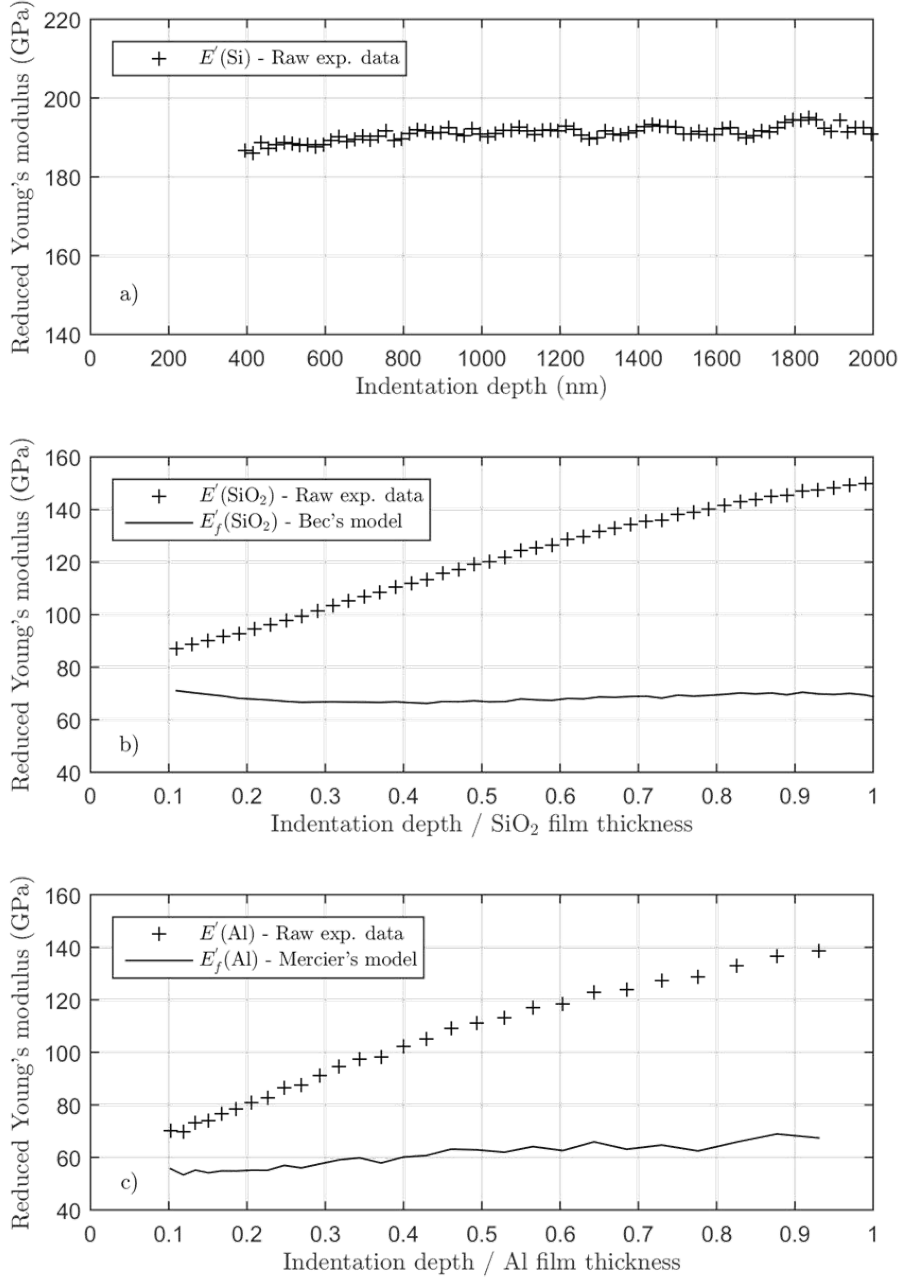 220
200
180
160
140
Reduced Young's modulus (GPa)
E′(Si) - Raw exp. data
a)
0 200 400 600 800 1000 1200 1400 1600 1800 2000
Indentation depth (nm)
160
140
120
100
80
60
40
Reduced Young's modulus (GPa)
E′(SiO₂) - Raw exp. data
E′f(SiO₂) - Bec's model
b)
0 0.1 0.2 0.3 0.4 0.5 0.6 0.7 0.8 0.9 1
Indentation depth / SiO₂ film thickness
160
140
120
100
80
60
40
Reduced Young's modulus (GPa)
E′(Al) - Raw exp. data
E′f(Al) - Mercier's model
c)
0 0.1 0.2 0.3 0.4 0.5 0.6 0.7 0.8 0.9 1
Indentation depth / Al film thickness